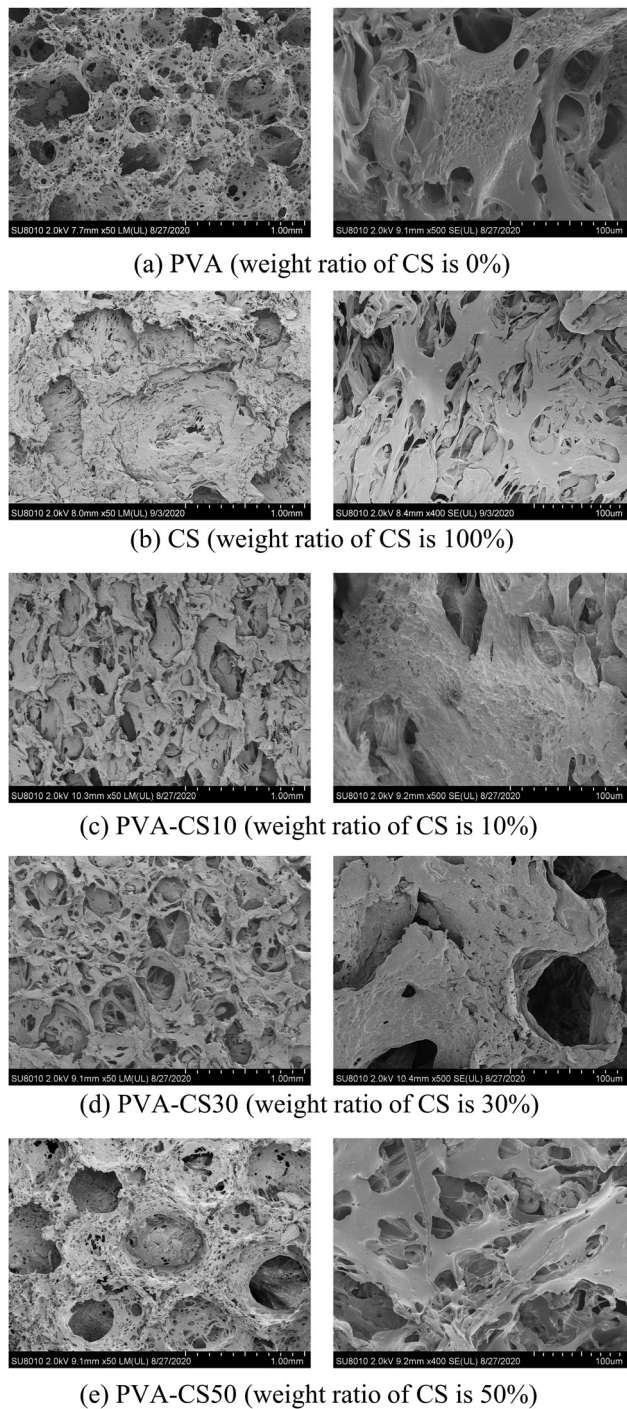 SU8010 2.0kV 7.7mm x50 LM(UL) 8/27/2020 1.00mm
SU8010 2.0kV 9.1mm x500 SE(UL) 8/27/2020 100um
(a) PVA (weight ratio of CS is 0%)
SU8010 2.0kV 8.0mm x50 LM(UL) 9/3/2020 1.00mm
SU8010 2.0kV 8.4mm x400 SE(UL) 9/3/2020 100um
(b) CS (weight ratio of CS is 100%)
SU8010 2.0kV 10.3mm x50 LM(UL) 8/27/2020 1.00mm
SU8010 2.0kV 9.2mm x500 SE(UL) 8/27/2020 100um
(c) PVA-CS10 (weight ratio of CS is 10%)
SU8010 2.0kV 9.1mm x50 LM(UL) 8/27/2020 1.00mm
SU8010 2.0kV 10.4mm x500 SE(UL) 8/27/2020 100um
(d) PVA-CS30 (weight ratio of CS is 30%)
SU8010 2.0kV 9.1mm x50 LM(UL) 8/27/2020 1.00mm
SU8010 2.0kV 9.2mm x400 SE(UL) 8/27/2020 100um
(e) PVA-CS50 (weight ratio of CS is 50%)